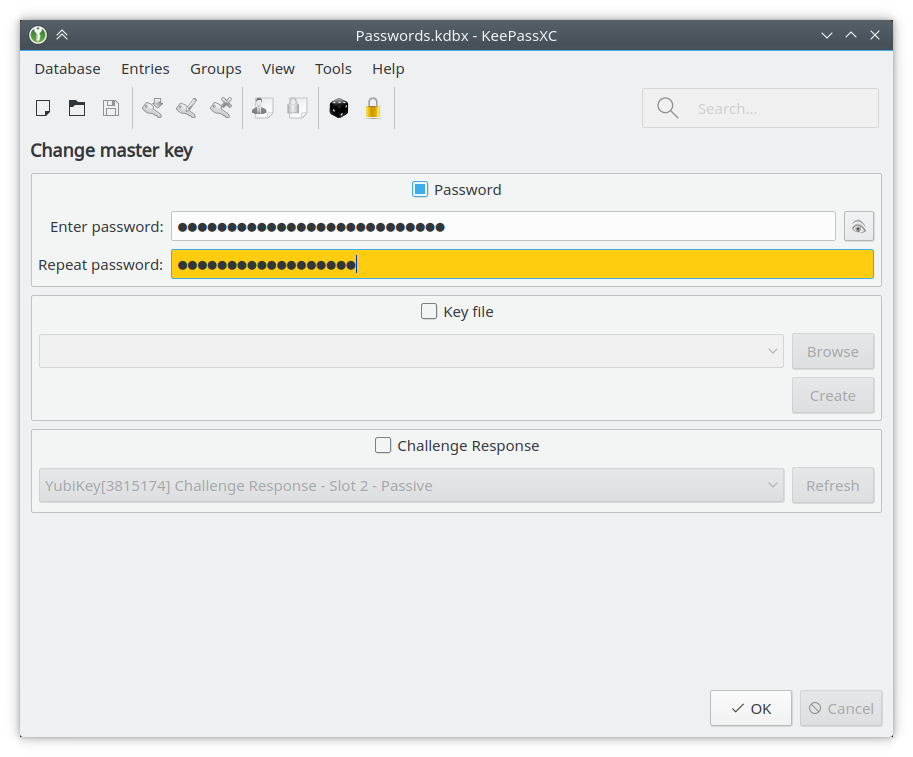 Passwords.kdbx - KeePassXC
Database Entries Groups View Tools Help
Search...
Change master key
Password
Enter password: ●●●●●●●●●●●●●●●●●●●●●●●●●●●
Repeat password: ●●●●●●●●●●●●●●●●●●
Key file
Browse
Create
Challenge Response
YubiKey[3815174] Challenge Response - Slot 2 - Passive Refresh
OK Cancel